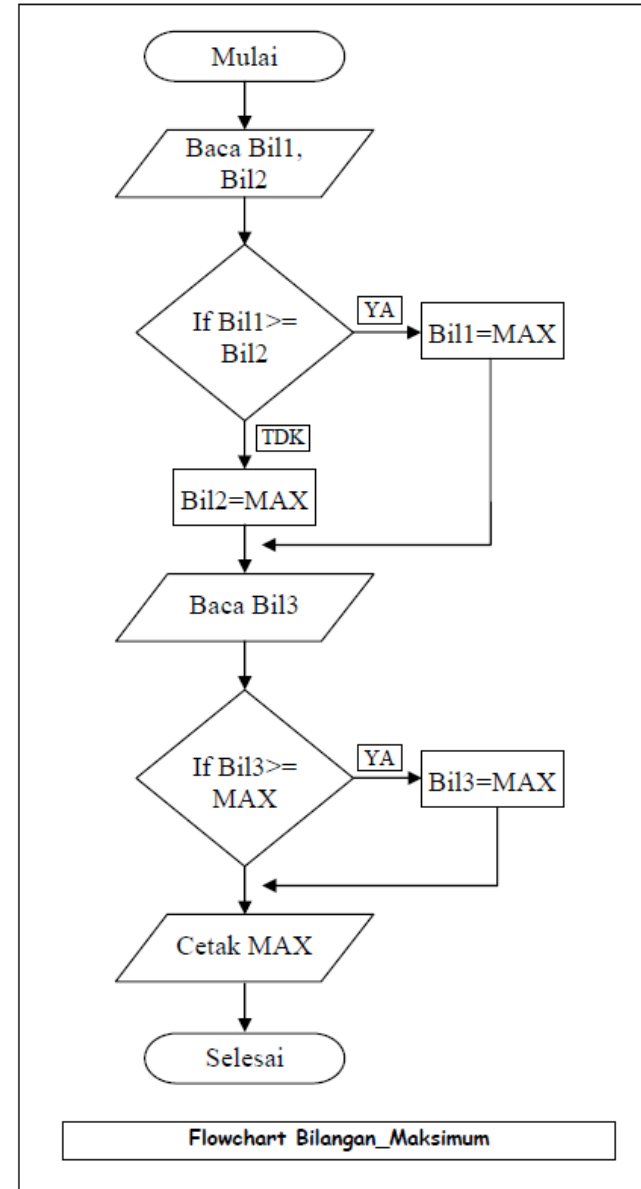 Mulai
Baca Bil1,
Bil2
If Bil1>=
Bil2
YA
Bil1=MAX
TDK
Bil2=MAX
Baca Bil3
If Bil3>=
MAX
YA
Bil3=MAX
Cetak MAX
Selesai
Flowchart Bilangan_Maksimum